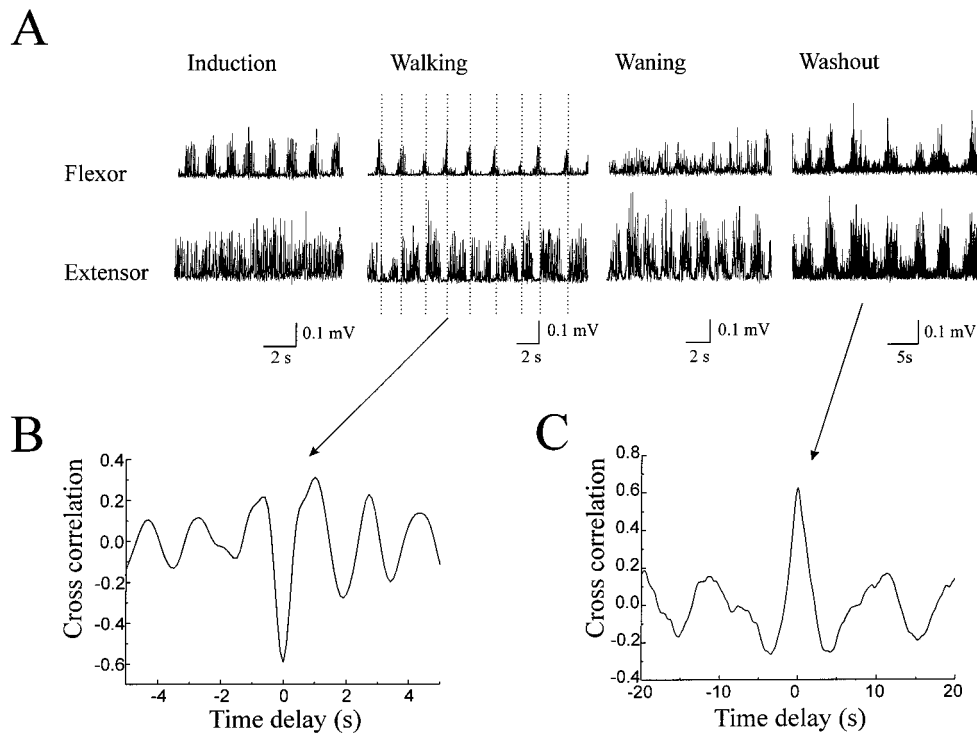 A
Induction Walking Waning Washout
Flexor
Extensor
0.1 mV 0.1 mV 0.1 mV 0.1 mV
2 s 2 s 2 s 5s
B
C
Cross correlation
0.4
0.2
0.0
-0.2
-0.4
-0.6
-4 -2 0 2 4
Time delay (s)
Cross correlation
0.8
0.6
0.4
0.2
0.0
-0.2
-0.4
-20 -10 0 10 20
Time delay (s)